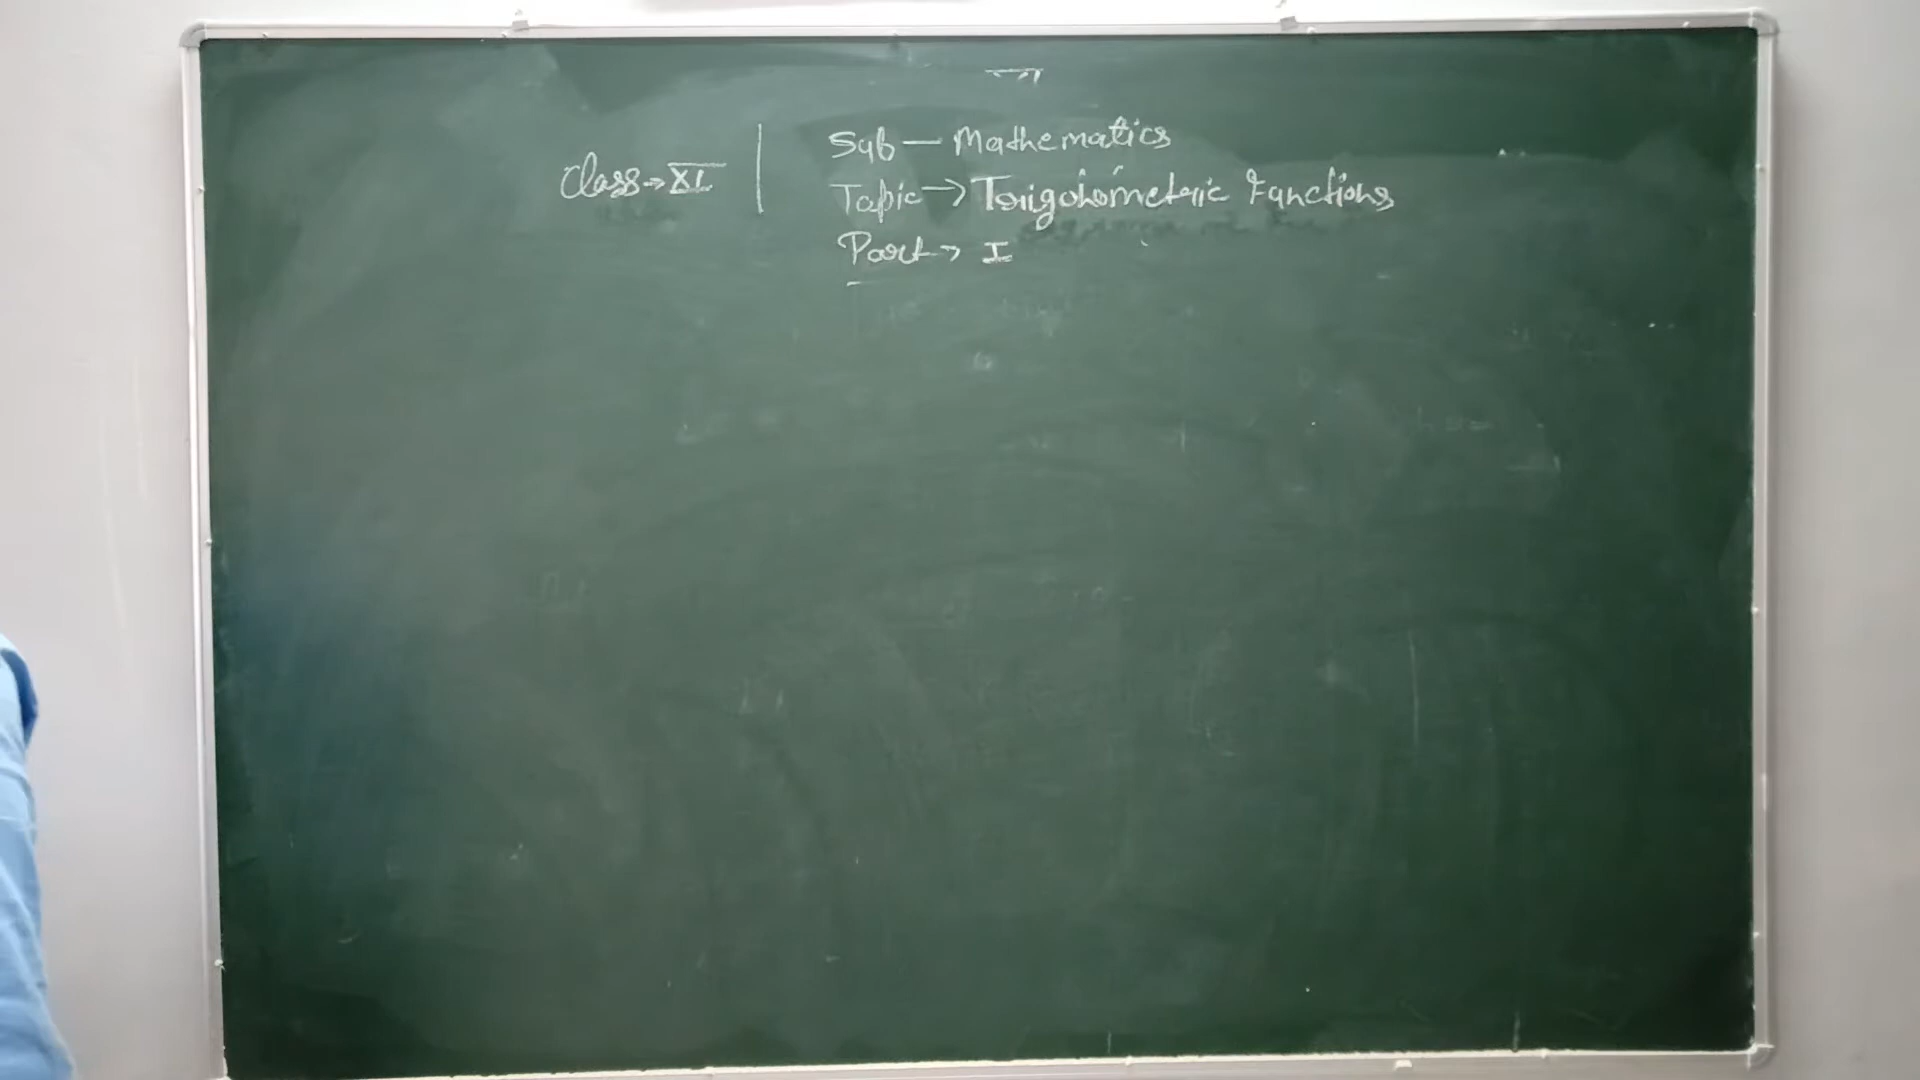 Class → XI
Sub — Mathematics
Topic → Trigonometric Functions
Part → I